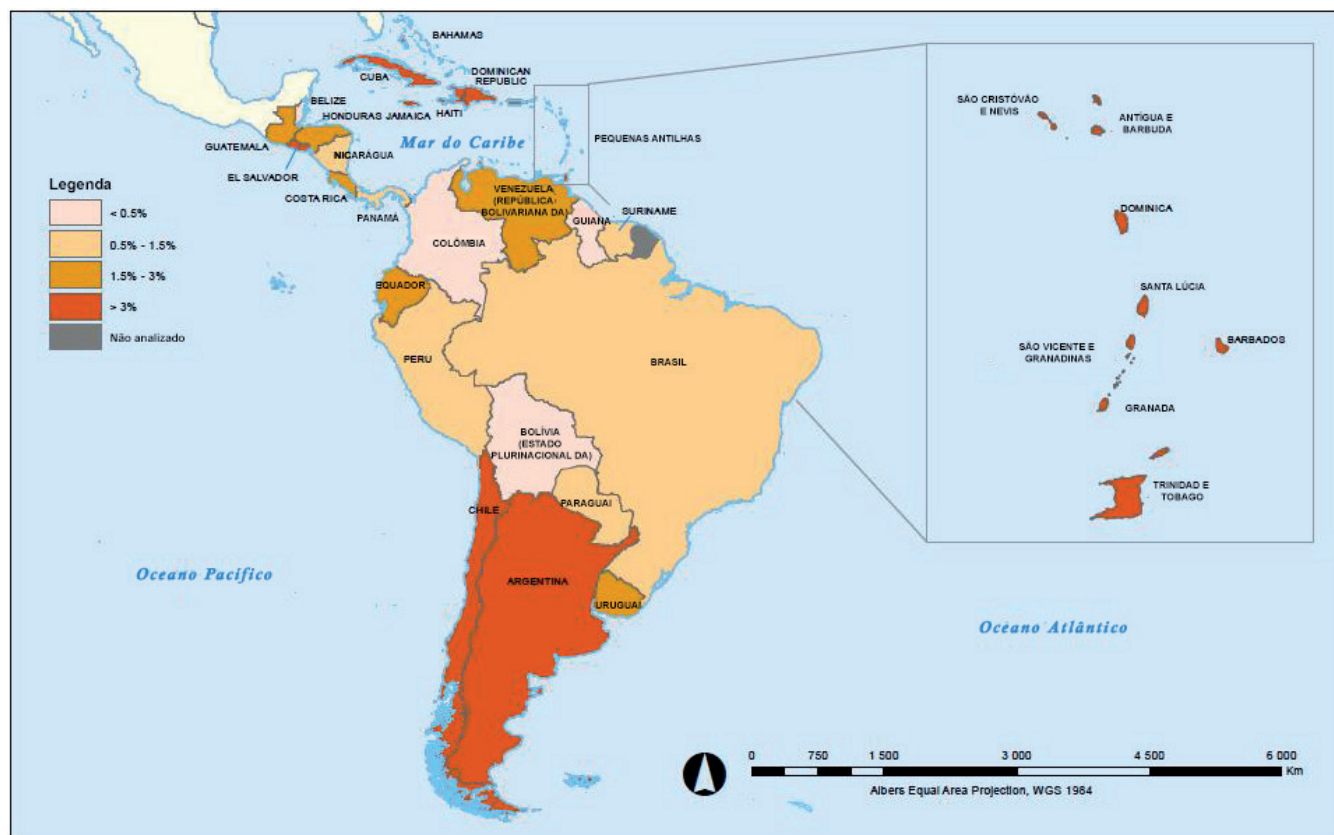 BAHAMAS
CUBA
DOMINICAN
REPUBLIC
BELIZE
HONDURAS
JAMAICA
HAITI
GUATEMALA
Mar do Caribe
PEQUENAS ANTILHAS
NICARÁGUA
EL SALVADOR
COSTA RICA
PANAMÁ
VENEZUELA
(REPÚBLICA
BOLIVARIANA DA)
SURINAME
GUIANA
COLÔMBIA
EQUADOR
PERU
BRASIL
BOLÍVIA
(ESTADO
PLURINACIONAL DA)
PARAGUAI
CHILE
ARGENTINA
URUGUAI
Oceano Pacífico
Oceano Atlântico
Legenda
< 0.5%
0.5% - 1.5%
1.5% - 3%
> 3%
Não analizado
SÃO CRISTÓVÃO
E NEVIS
ANTÍGUA E
BARBUDA
DOMINICA
SANTA LÚCIA
SÃO VICENTE E
GRANADINAS
BARBADOS
GRANADA
TRINIDAD E
TOBAGO
0 750 1 500 3 000 4 500 6 000
Km
Albers Equal Area Projection, WGS 1984